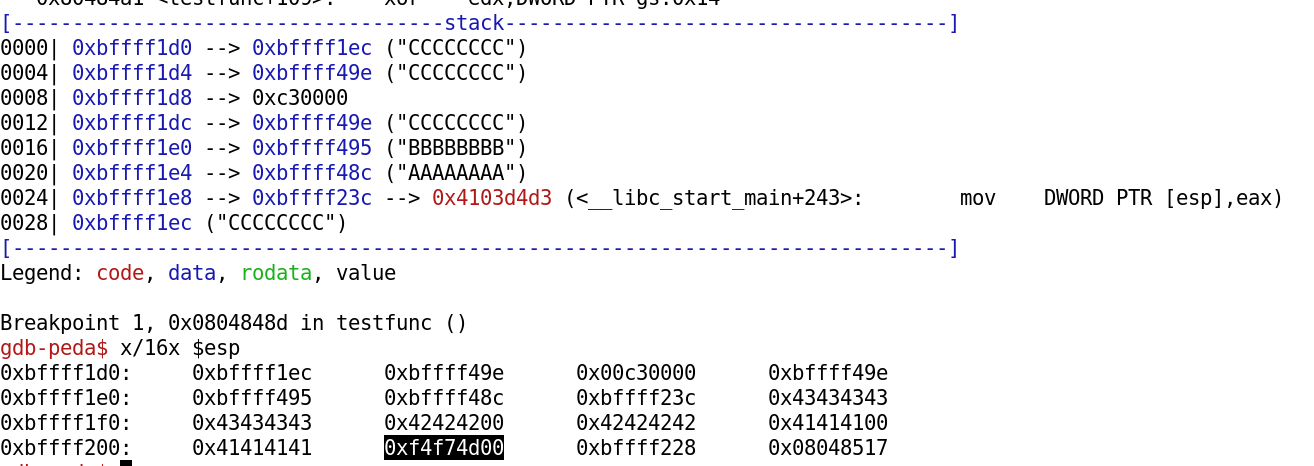 [------------------------------------stack-------------------------------------]
0000| 0xbffff1d0 --> 0xbffff1ec ("CCCCCCCC")
0004| 0xbffff1d4 --> 0xbffff49e ("CCCCCCCC")
0008| 0xbffff1d8 --> 0xc30000
0012| 0xbffff1dc --> 0xbffff49e ("CCCCCCCC")
0016| 0xbffff1e0 --> 0xbffff495 ("BBBBBBBB")
0020| 0xbffff1e4 --> 0xbffff48c ("AAAAAAAA")
0024| 0xbffff1e8 --> 0xbffff23c --> 0x4103d4d3 (<__libc_start_main+243>: mov DWORD PTR [esp],eax)
0028| 0xbffff1ec ("CCCCCCCC")
[------------------------------------------------------------------------------]
Legend: code, data, rodata, value
Breakpoint 1, 0x0804848d in testfunc ()
gdb-peda$ x/16x $esp
0xbffff1d0: 0xbffff1ec 0xbffff49e 0x00c30000 0xbffff49e
0xbffff1e0: 0xbffff495 0xbffff48c 0xbffff23c 0x43434343
0xbffff1f0: 0x43434343 0x42424200 0x42424242 0x41414100
0xbffff200: 0x41414141 0xf4f74d00 0xbffff228 0x08048517